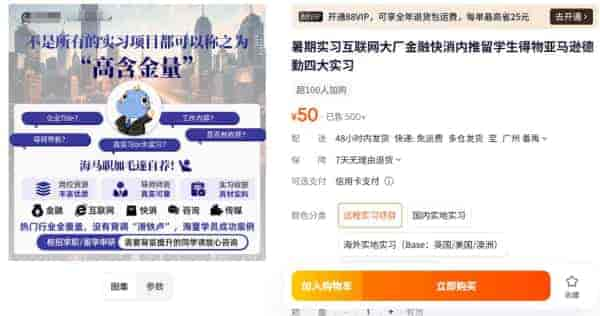 不是所有的实习项目都可以称之为
“高含金量”
企业Title?
工作内容?
导师带教?
是否有收获?
真实习or水实习?
海马职加毛遂自荐!
岗位资源
丰富优质
导师师资
真实可靠
实习收获
真材实料
金融
互联网
快消
咨询
传媒
热门行业全覆盖，没有背调“滑铁卢”，海量学员成功案例
校招求职/留学申研
需要背景提升的同学请放心咨询
图集
参数
88VIP
开通88VIP，可享全年退货包运费，每单最高省25元
去开通
暑期实习互联网大厂金融快消内推留学生得物亚马逊德勤四大实习
超100人加购
¥50
已售 500+
配送
48小时内发货
快递: 免运费
多仓发货
至
广州 番禺
保障
7天无理由退货
可选支付
信用卡支付
颜色分类
远程实习项目
国内实地实习
海外实地实习（Base：英国/美国/澳洲）
加入购物车
立即购买
收藏
1
有货